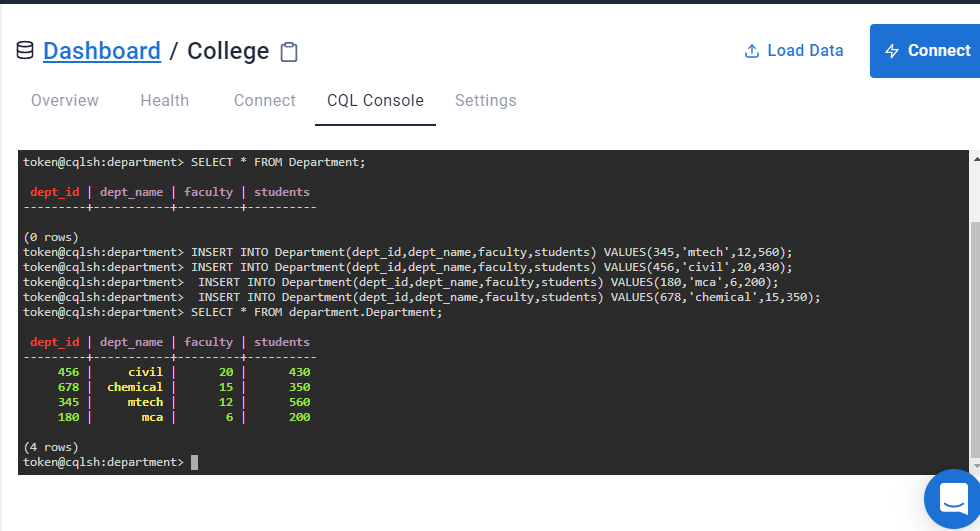 Dashboard / College
Load Data
Connect
Overview Health Connect CQL Console Settings
token@cqlsh:department> SELECT * FROM Department;
dept_id | dept_name | faculty | students
---------+-----------+---------+----------
(0 rows)
token@cqlsh:department> INSERT INTO Department(dept_id,dept_name,faculty,students) VALUES(345,'mtech',12,560);
token@cqlsh:department> INSERT INTO Department(dept_id,dept_name,faculty,students) VALUES(456,'civil',20,430);
token@cqlsh:department>  INSERT INTO Department(dept_id,dept_name,faculty,students) VALUES(180,'mca',6,200);
token@cqlsh:department>  INSERT INTO Department(dept_id,dept_name,faculty,students) VALUES(678,'chemical',15,350);
token@cqlsh:department> SELECT * FROM department.Department;
dept_id | dept_name | faculty | students
---------+-----------+---------+----------
456 | civil | 20 | 430
678 | chemical | 15 | 350
345 | mtech | 12 | 560
180 | mca | 6 | 200
(4 rows)
token@cqlsh:department>